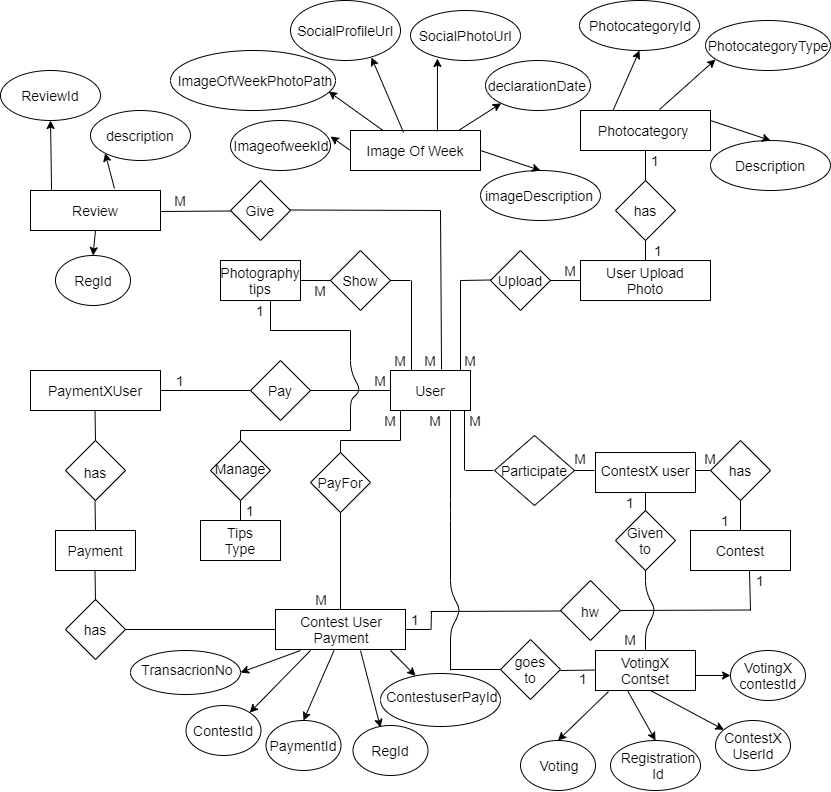 SocialProfileUrl
SocialPhotoUrl
PhotocategoryId
PhotocategoryType
ImageOfWeekPhotoPath
declarationDate
ReviewId
description
ImageofweekId
Image Of Week
Photocategory
imageDescription
Description
1
Review
M
Give
has
RegId
1
Photography
tips
M
Show
Upload
M
User Upload
Photo
1
M
M
M
PaymentXUser
1
Pay
M
User
M
M
M
has
Manage
PayFor
Participate
M
ContestX user
M
has
1
1
1
Tips
Type
Given
to
Payment
Contest
1
M
has
Contest User
Payment
1
hw
M
TransacrionNo
ContestuserPayId
goes
to
1
VotingX
Contset
VotingX
contestId
ContestId
PaymentId
RegId
Voting
Registration
Id
ContestX
UserId